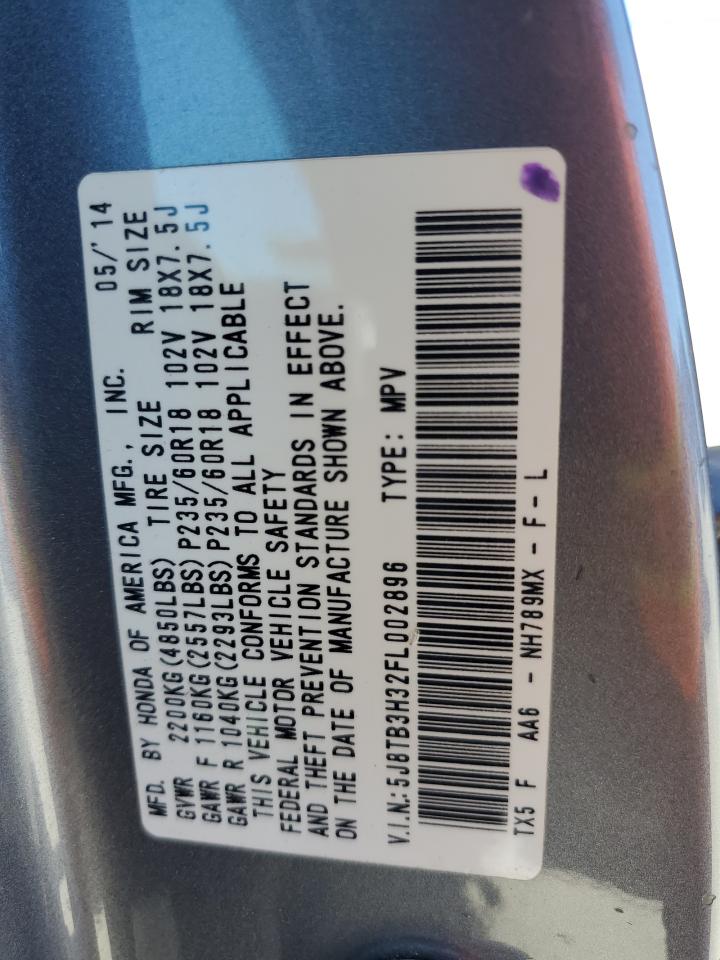 MFD. BY HONDA OF AMERICA MFG., INC. 05/'14
GVWR 2200KG(4850LBS) TIRE SIZE RIM SIZE
GAWR F 1160KG(2557LBS)P235/60R18 102V 18X7.5J
GAWR R 1040KG(2293LBS)P235/60R18 102V 18X7.5J
THIS VEHICLE CONFORMS TO ALL APPLICABLE
FEDERAL MOTOR VEHICLE SAFETY
AND THEFT PREVENTION STANDARDS IN EFFECT
ON THE DATE OF MANUFACTURE SHOWN ABOVE.
V.I.N.:5J8TB3H32FL002896 TYPE: MPV
TX5 F AA6 - NH789MX - F - L